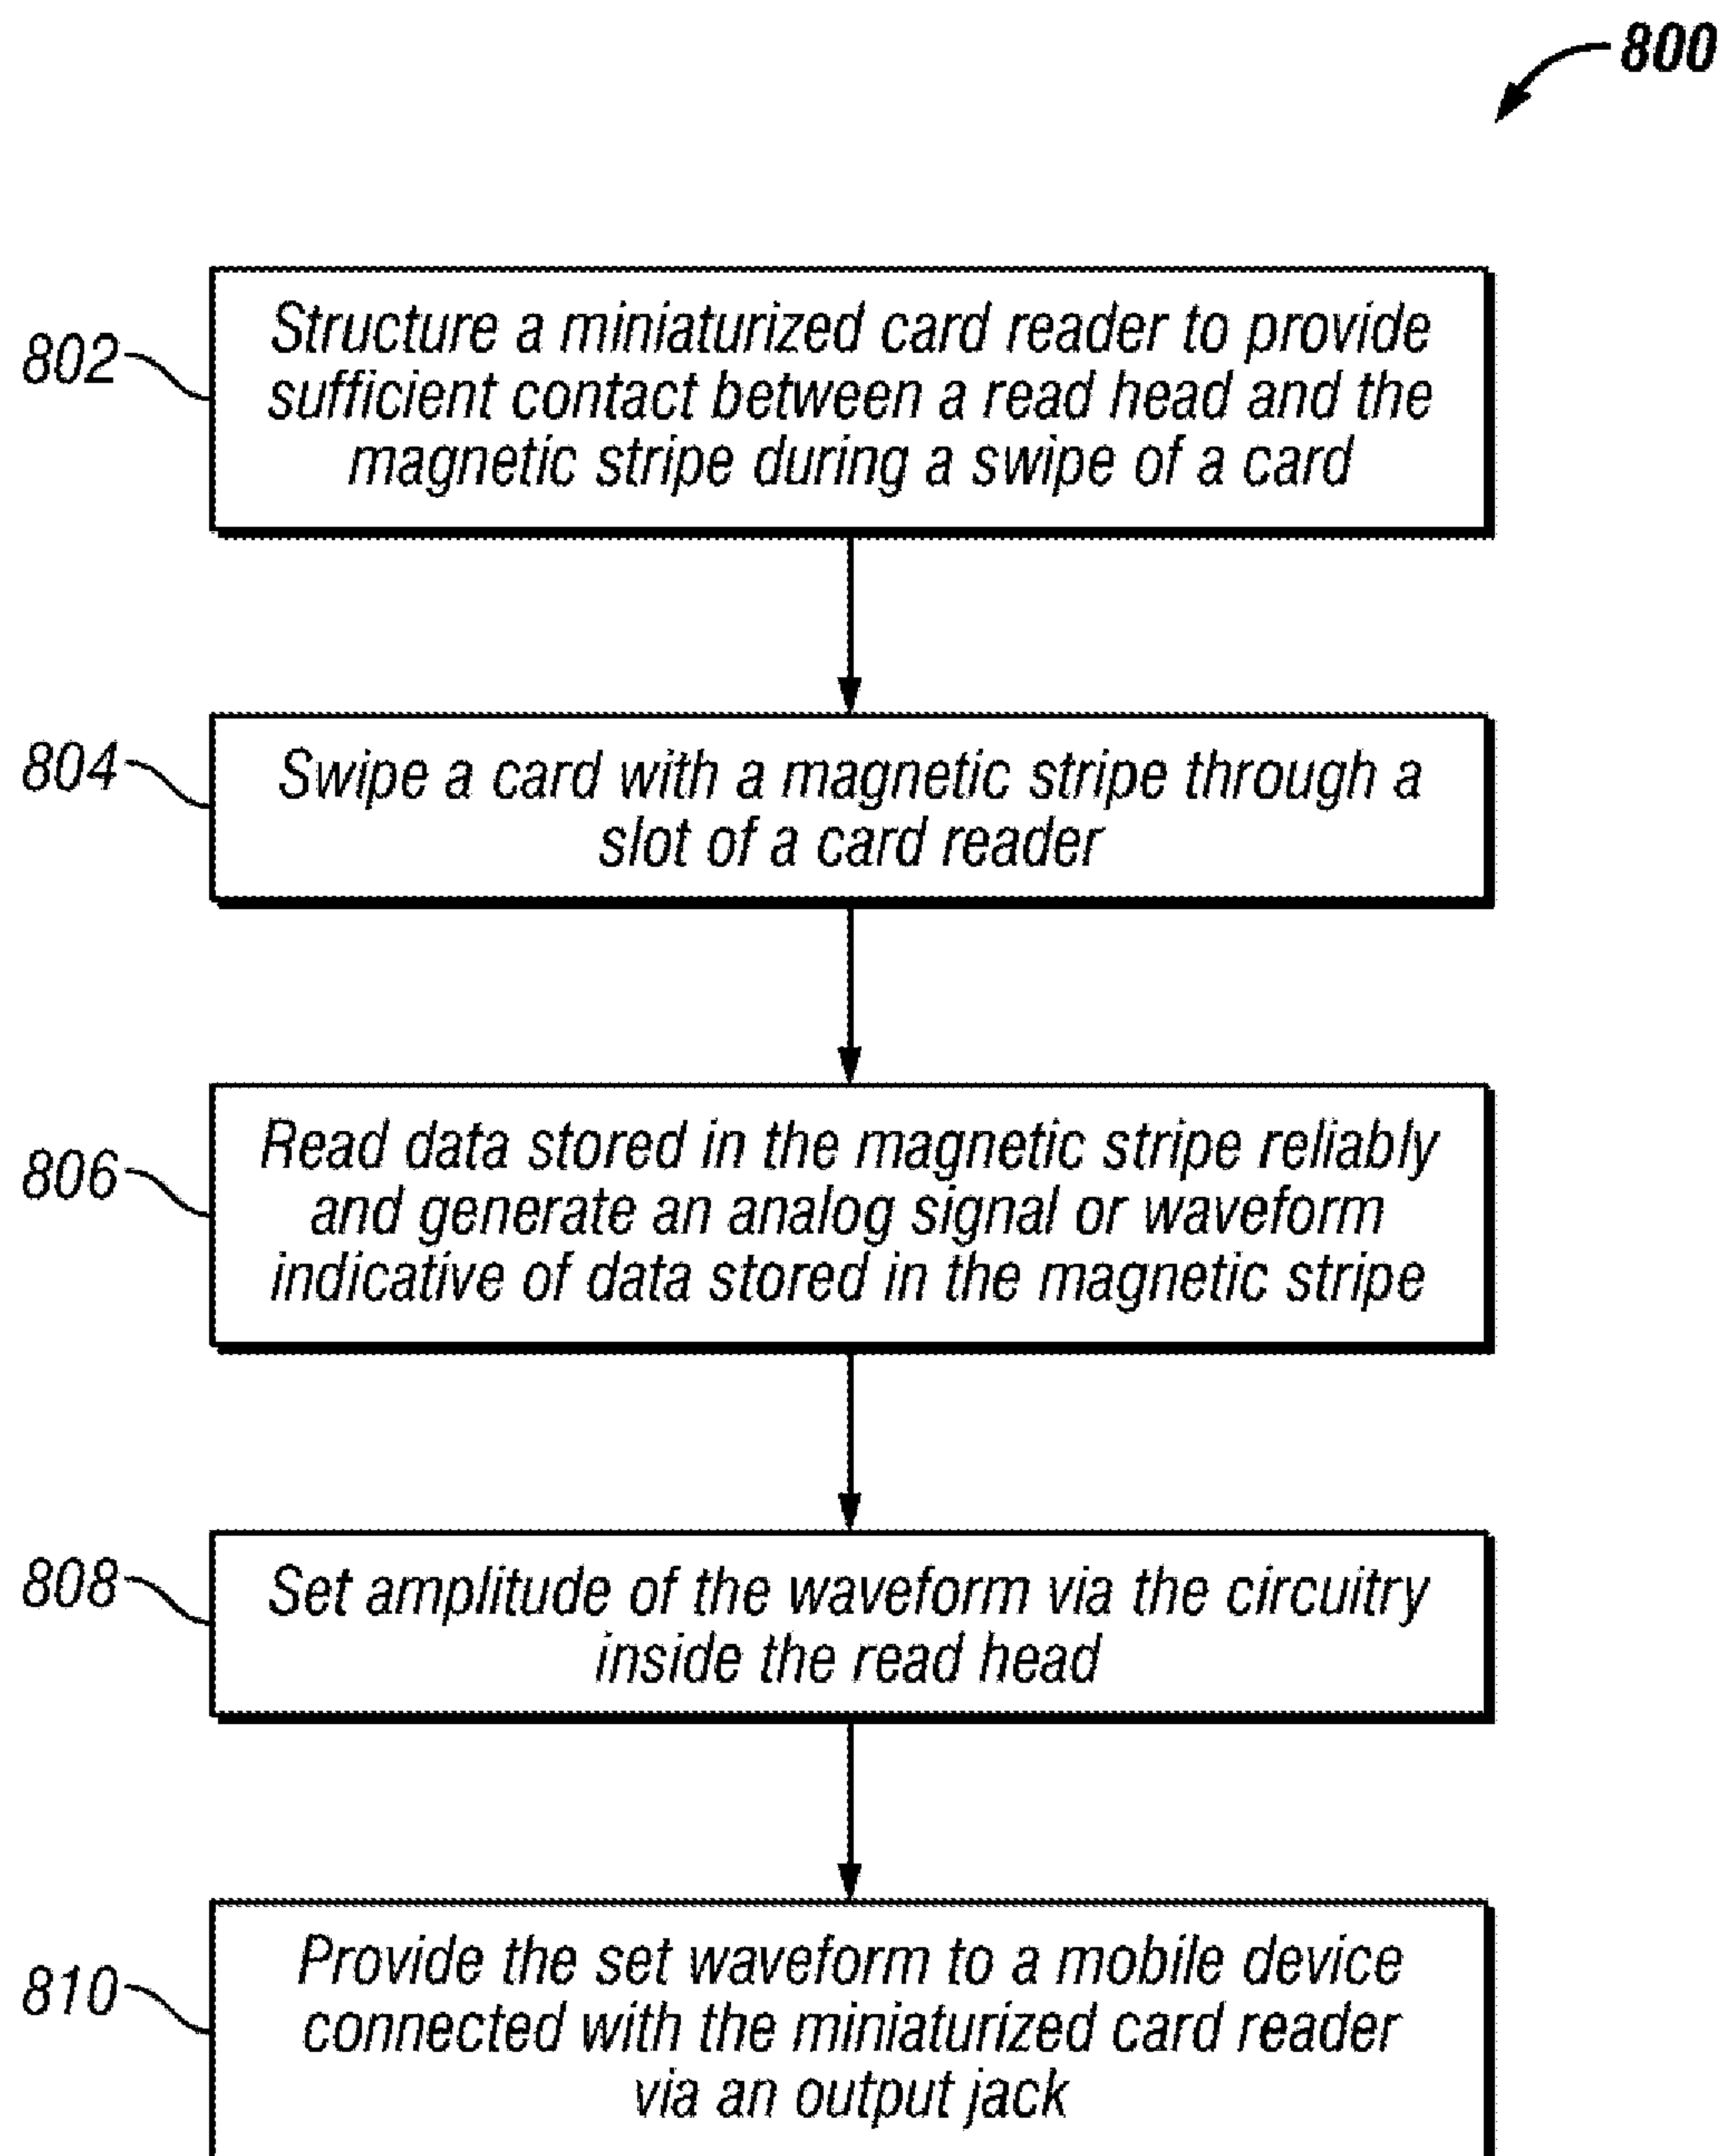 800
802
Structure a miniaturized card reader to provide
sufficient contact between a read head and the
magnetic stripe during a swipe of a card
804
Swipe a card with a magnetic stripe through a
slot of a card reader
806
Read data stored in the magnetic stripe reliably
and generate an analog signal or waveform
indicative of data stored in the magnetic stripe
808
Set amplitude of the waveform via the circuitry
inside the read head
810
Provide the set waveform to a mobile device
connected with the miniaturized card reader
via an output jack